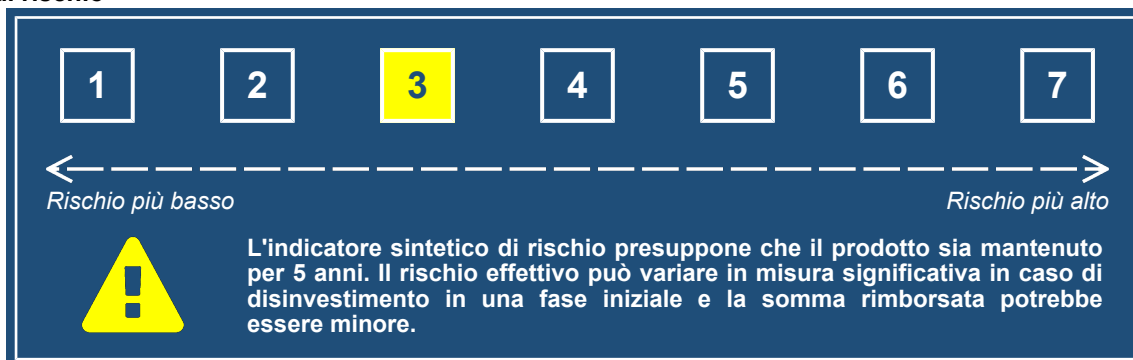 di rischio
1 2 3 4 5 6 7
Rischio più basso Rischio più alto
L'indicatore sintetico di rischio presuppone che il prodotto sia mantenuto
per 5 anni. Il rischio effettivo può variare in misura significativa in caso di
disinvestimento in una fase iniziale e la somma rimborsata potrebbe
essere minore.